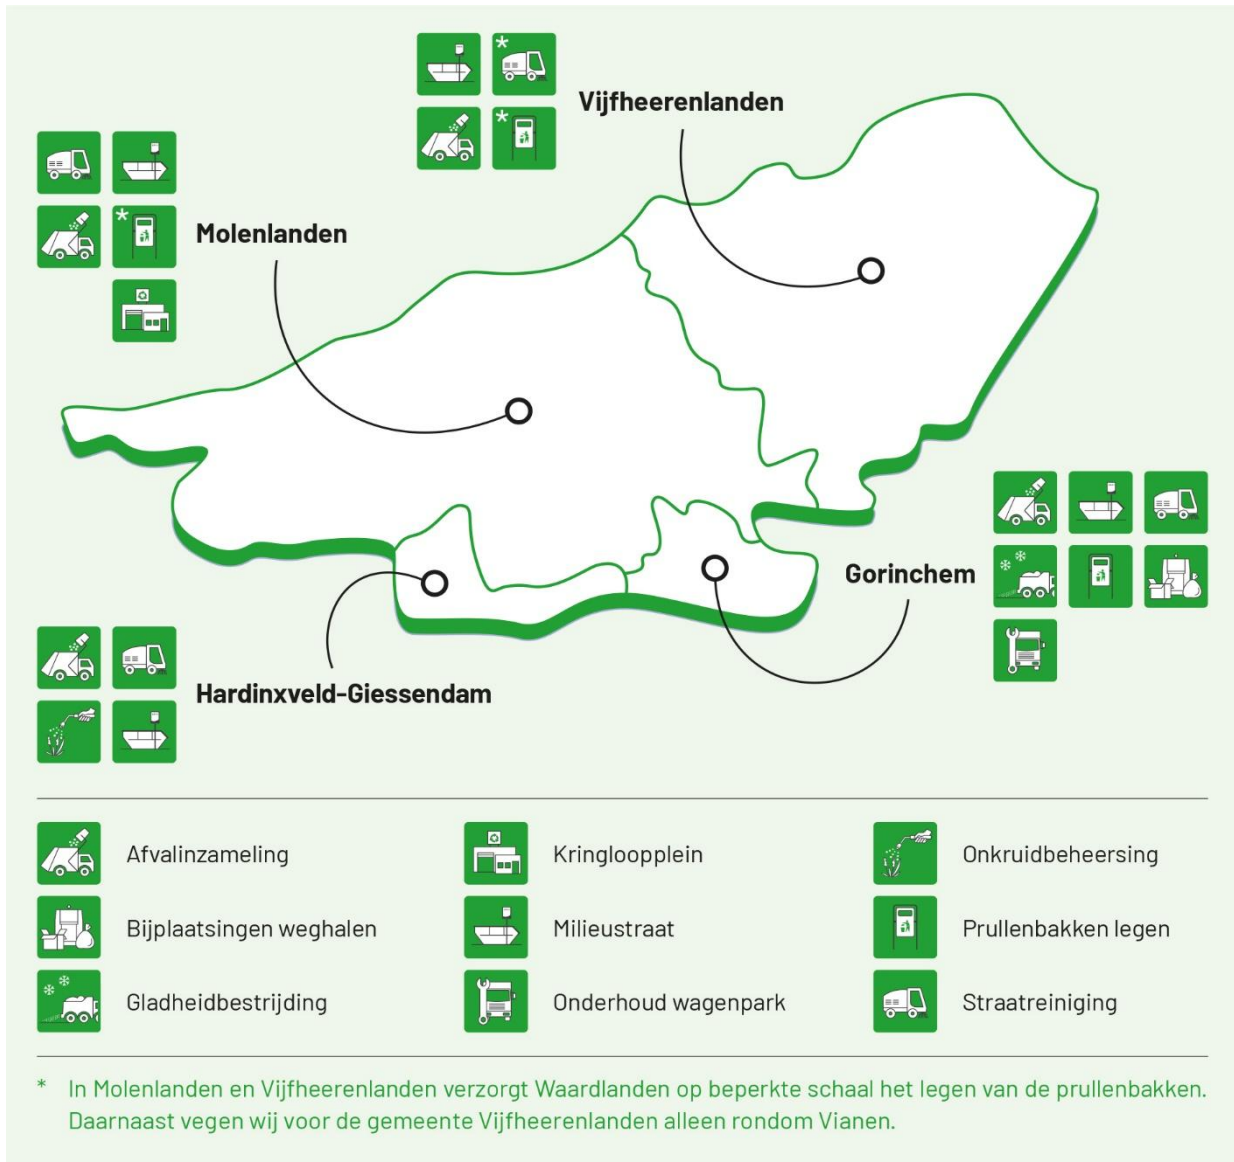 Vijfheerenlanden
Molenlanden
Gorinchem
Hardinxveld-Giessendam
Afvalinzameling
Kringloopplein
Onkruidbeheersing
Bijplaatsingen weghalen
Milieustraat
Prullenbakken legen
Gladheidbestrijding
Onderhoud wagenpark
Straatreiniging
* In Molenlanden en Vijfheerenlanden verzorgt Waardlanden op beperkte schaal het legen van de prullenbakken.
Daarnaast vegen wij voor de gemeente Vijfheerenlanden alleen rondom Vianen.